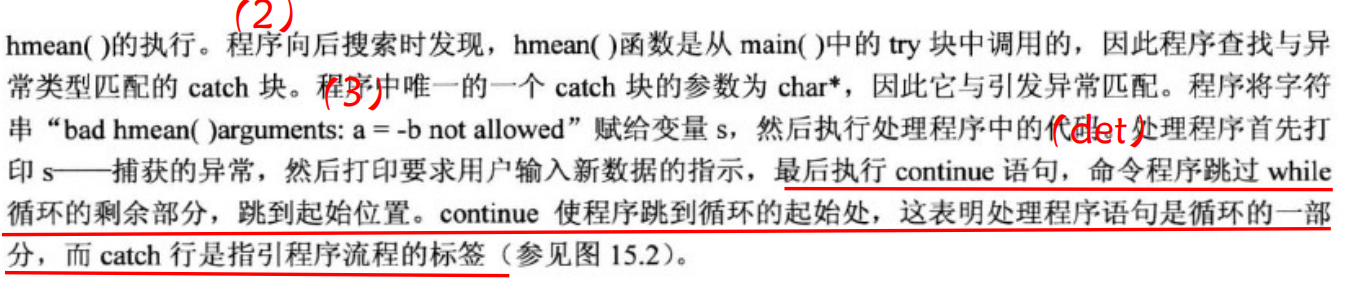 (2)
hmean( )的执行。程序向后搜索时发现，hmean( )函数是从 main( )中的 try 块中调用的，因此程序查找与异
常类型匹配的 catch 块。程序中唯一的一个 catch 块的参数为 char*，因此它与引发异常匹配。程序将字符
(3)
串“bad hmean( )arguments: a = -b not allowed”赋给变量 s，然后执行处理程序中的代码。处理程序首先打
(det)
印 s——捕获的异常，然后打印要求用户输入新数据的指示，最后执行 continue 语句，命令程序跳过 while
循环的剩余部分，跳到起始位置。continue 使程序跳到循环的起始处，这表明处理程序语句是循环的一部
分，而 catch 行是指引程序流程的标签（参见图 15.2）。